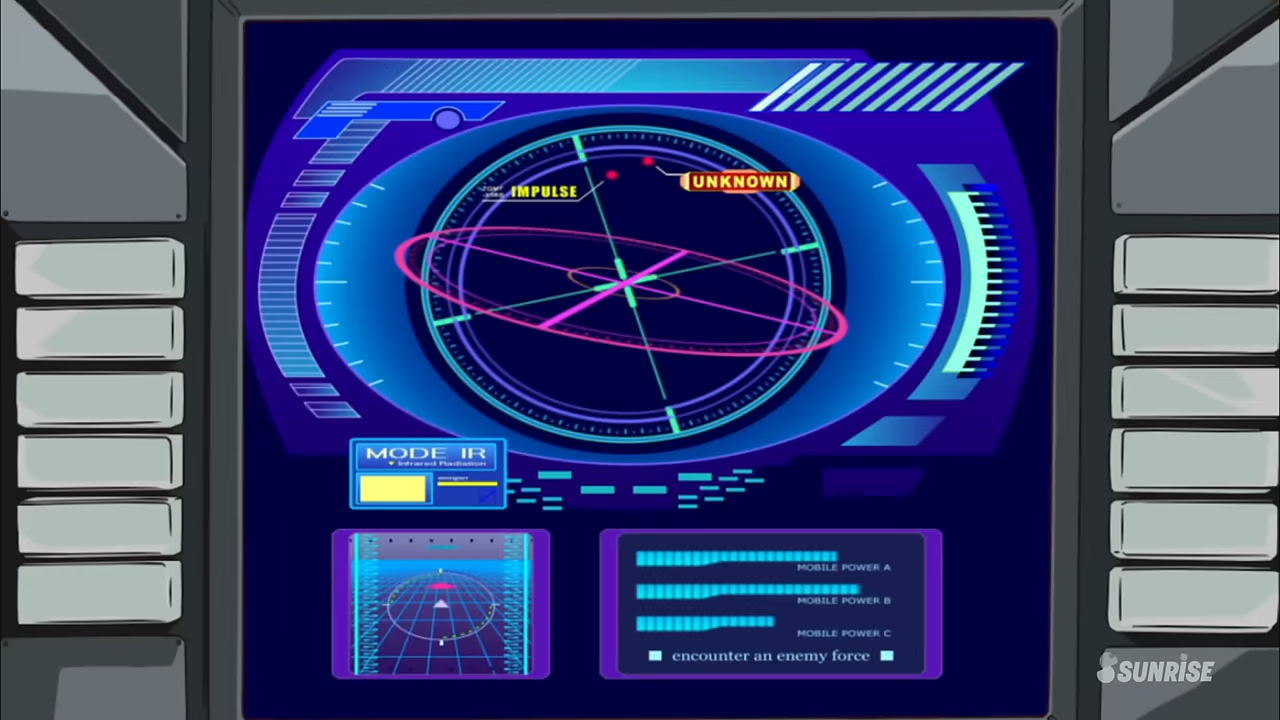 IMPULSE
UNKNOWN
MODE IR
▼ Infrared Radiation
MOBILE POWER A
MOBILE POWER B
MOBILE POWER C
encounter an enemy force
SUNRISE